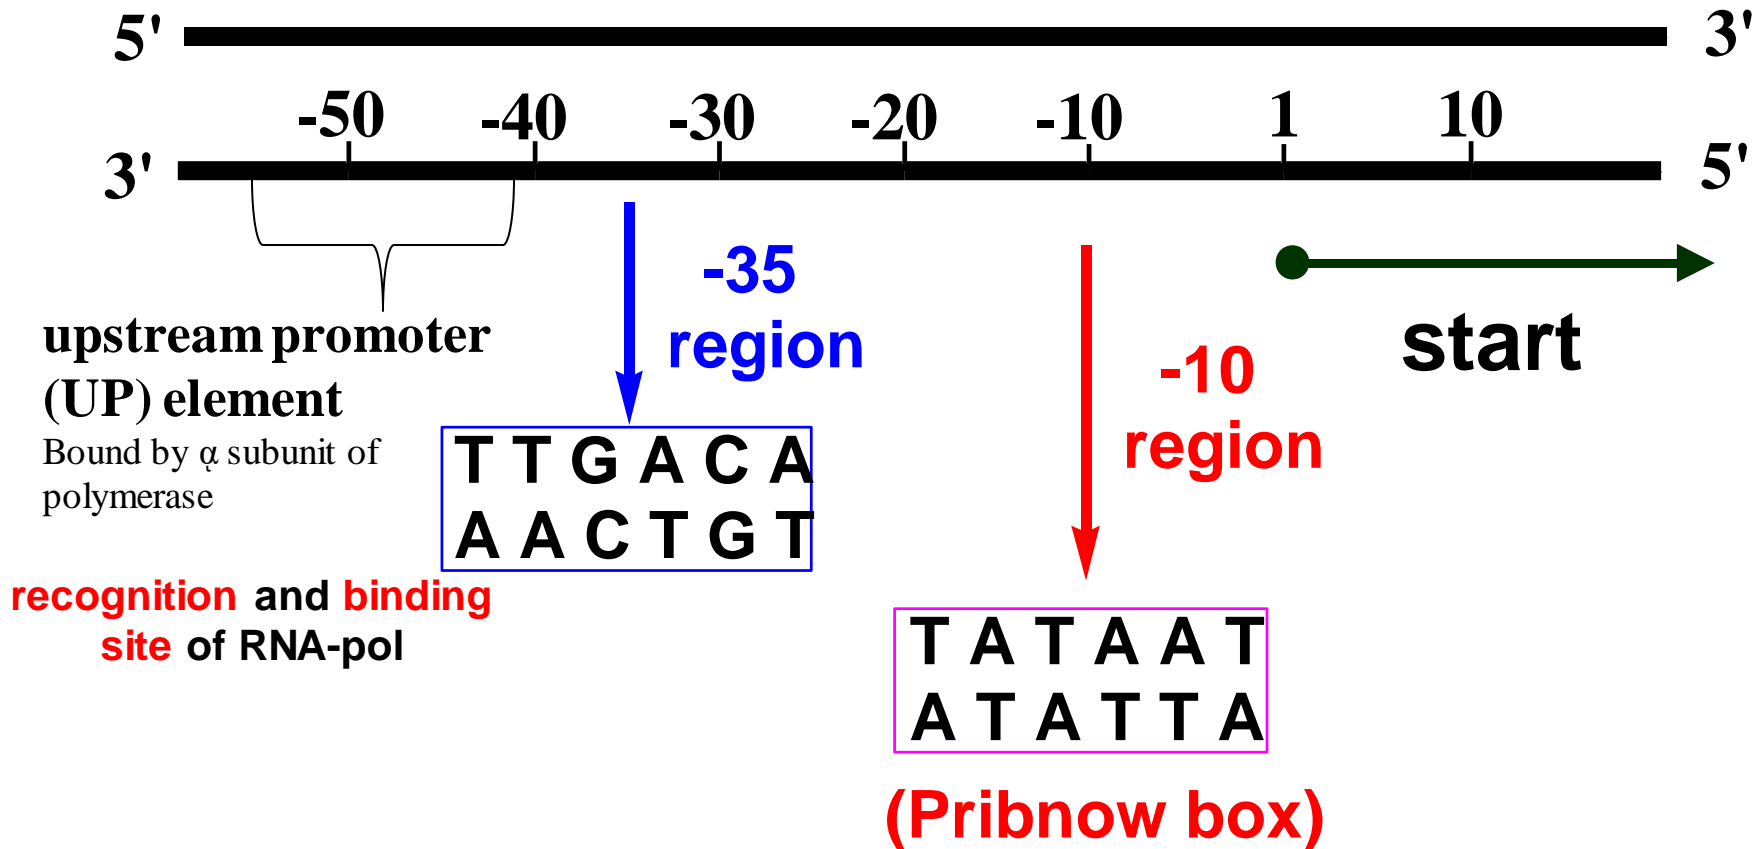 5' 3'
-50 -40 -30 -20 -10 1 10
3' 5'
upstream promoter
(UP) element
Bound by α subunit of
polymerase
recognition and binding
site of RNA-pol
-35
region
T T G A C A
A A C T G T
-10
region
T A T A A T
A T A T T A
(Pribnow box)
start